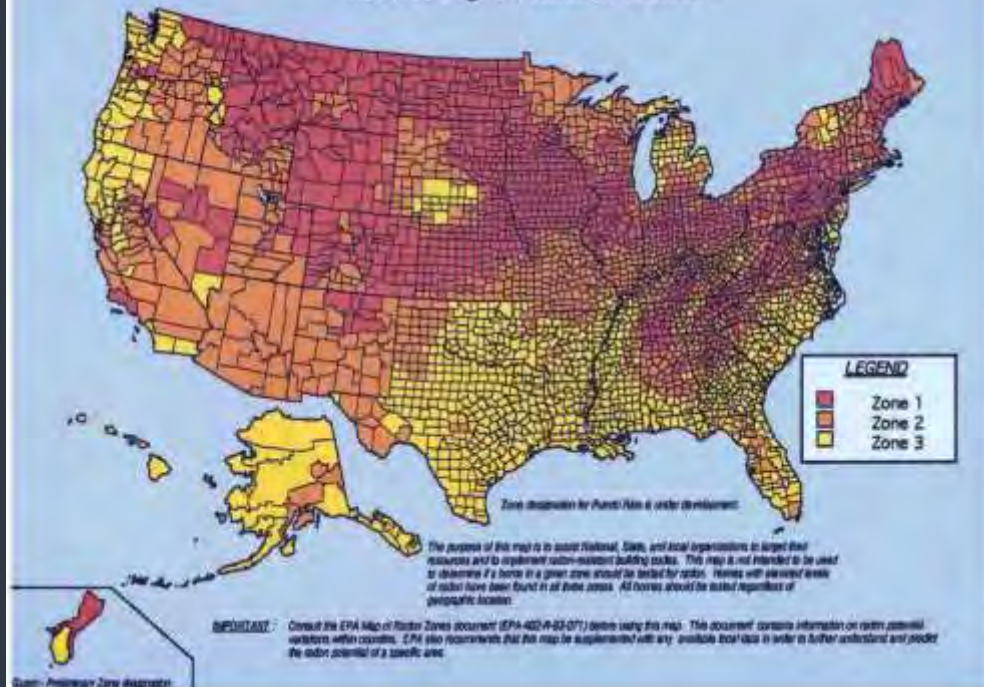 LEGEND
Zone 1
Zone 2
Zone 3
Zone designation for Puerto Rico is under development.
The purpose of this map is to assist National, State, and local organizations to target their
resources and to implement radon-resistant building codes. This map is not intended to be used
to determine if a home in a given zone should be tested for radon. Homes with elevated levels
of radon have been found in all three zones. All homes should be tested regardless of
geographic location.
IMPORTANT: Consult the EPA Map of Radon Zones document (EPA-402-R-93-071) before using this map. This document contains information on radon potential
variations within counties. EPA also recommends that this map be supplemented with any available local data in order to further understand and predict
the radon potential of a specific area.
Guam - Preliminary Zone designation